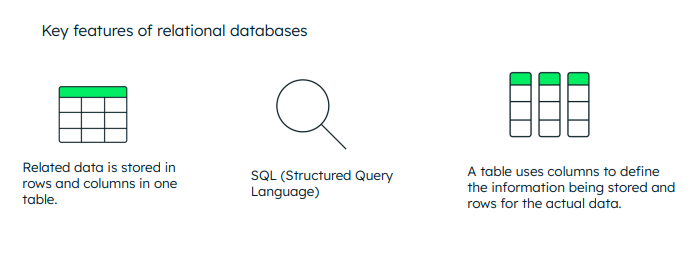 Key features of relational databases
Related data is stored in
rows and columns in one
table.
SQL (Structured Query
Language)
A table uses columns to define
the information being stored and
rows for the actual data.